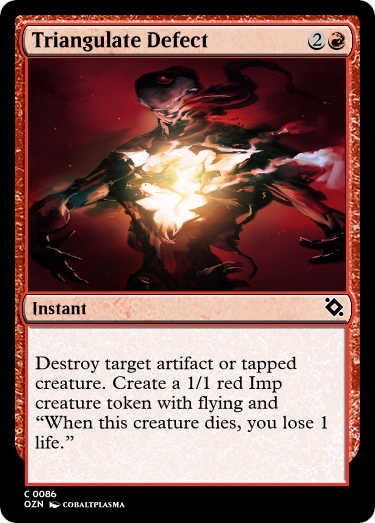 Triangulate Defect 2
Instant
Destroy target artifact or tapped
creature. Create a 1/1 red Imp
creature token with flying and
“When this creature dies, you lose 1
life.”
C 0086
OZN COBALTPLASMA